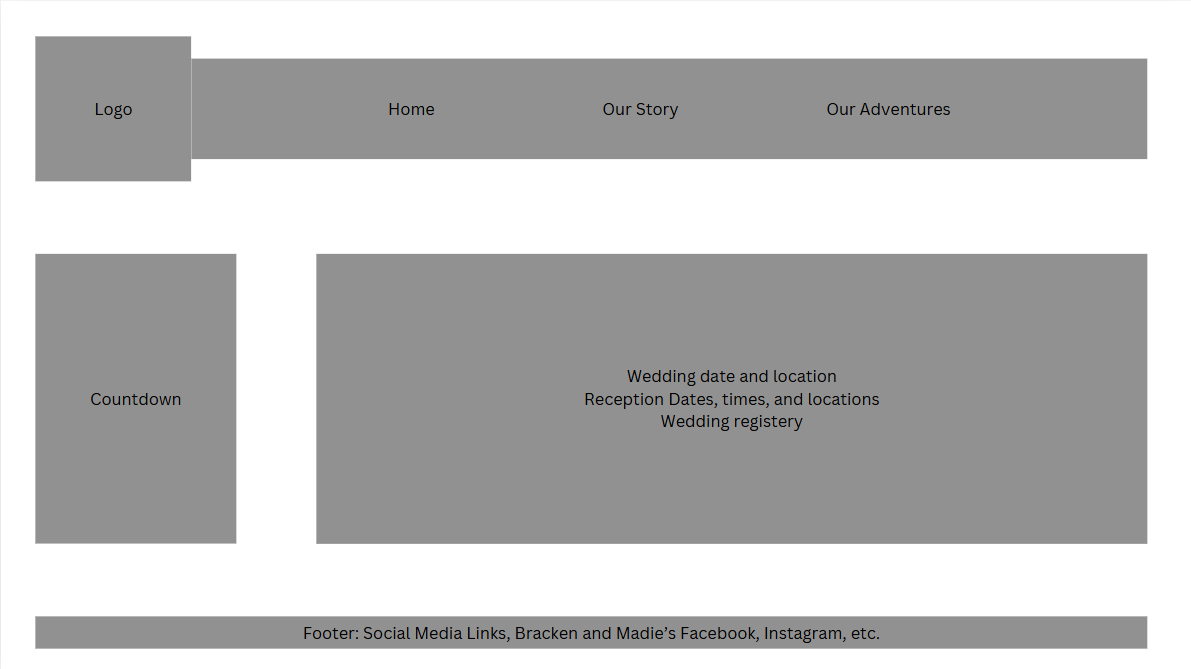 Logo
Home
Our Story
Our Adventures
Countdown
Wedding date and location
Reception Dates, times, and locations
Wedding registery
Footer: Social Media Links, Bracken and Madie’s Facebook, Instagram, etc.